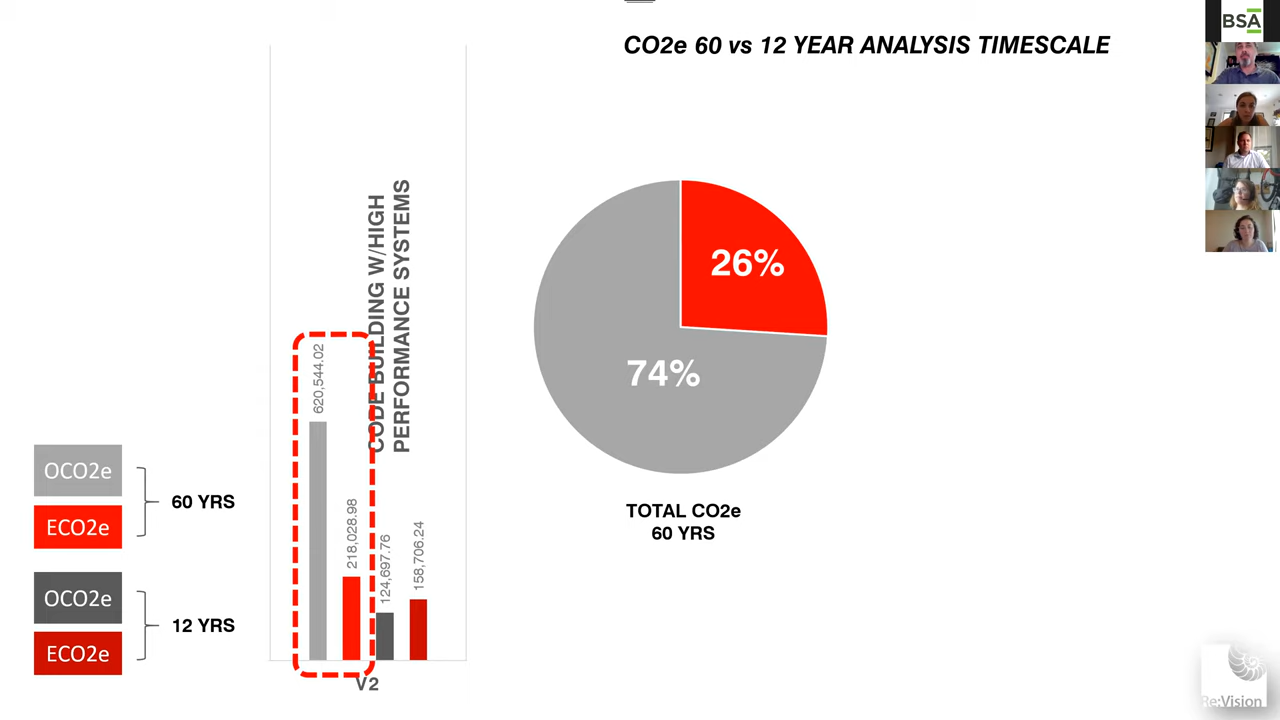 CO2e 60 vs 12 YEAR ANALYSIS TIMESCALE
BSA
CODE BUILDING W/HIGH
PERFORMANCE SYSTEMS
620,544.02
218,028.98
124,697.76
158,706.24
V2
26%
74%
TOTAL CO2e
60 YRS
OCO2e
ECO2e
60 YRS
OCO2e
ECO2e
12 YRS
Re:Vision